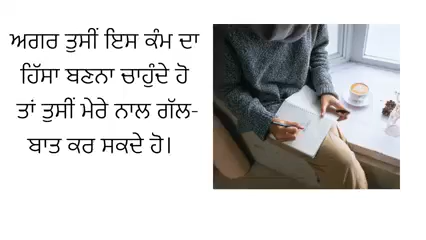 ਅਗਰ ਤੁਸੀਂ ਇਸ ਕੰਮ ਦਾ
ਹਿੱਸਾ ਬਣਨਾ ਚਾਹੁੰਦੇ ਹੋ
ਤਾਂ ਤੁਸੀਂ ਮੇਰੇ ਨਾਲ ਗੱਲ-
ਬਾਤ ਕਰ ਸਕਦੇ ਹੋ।